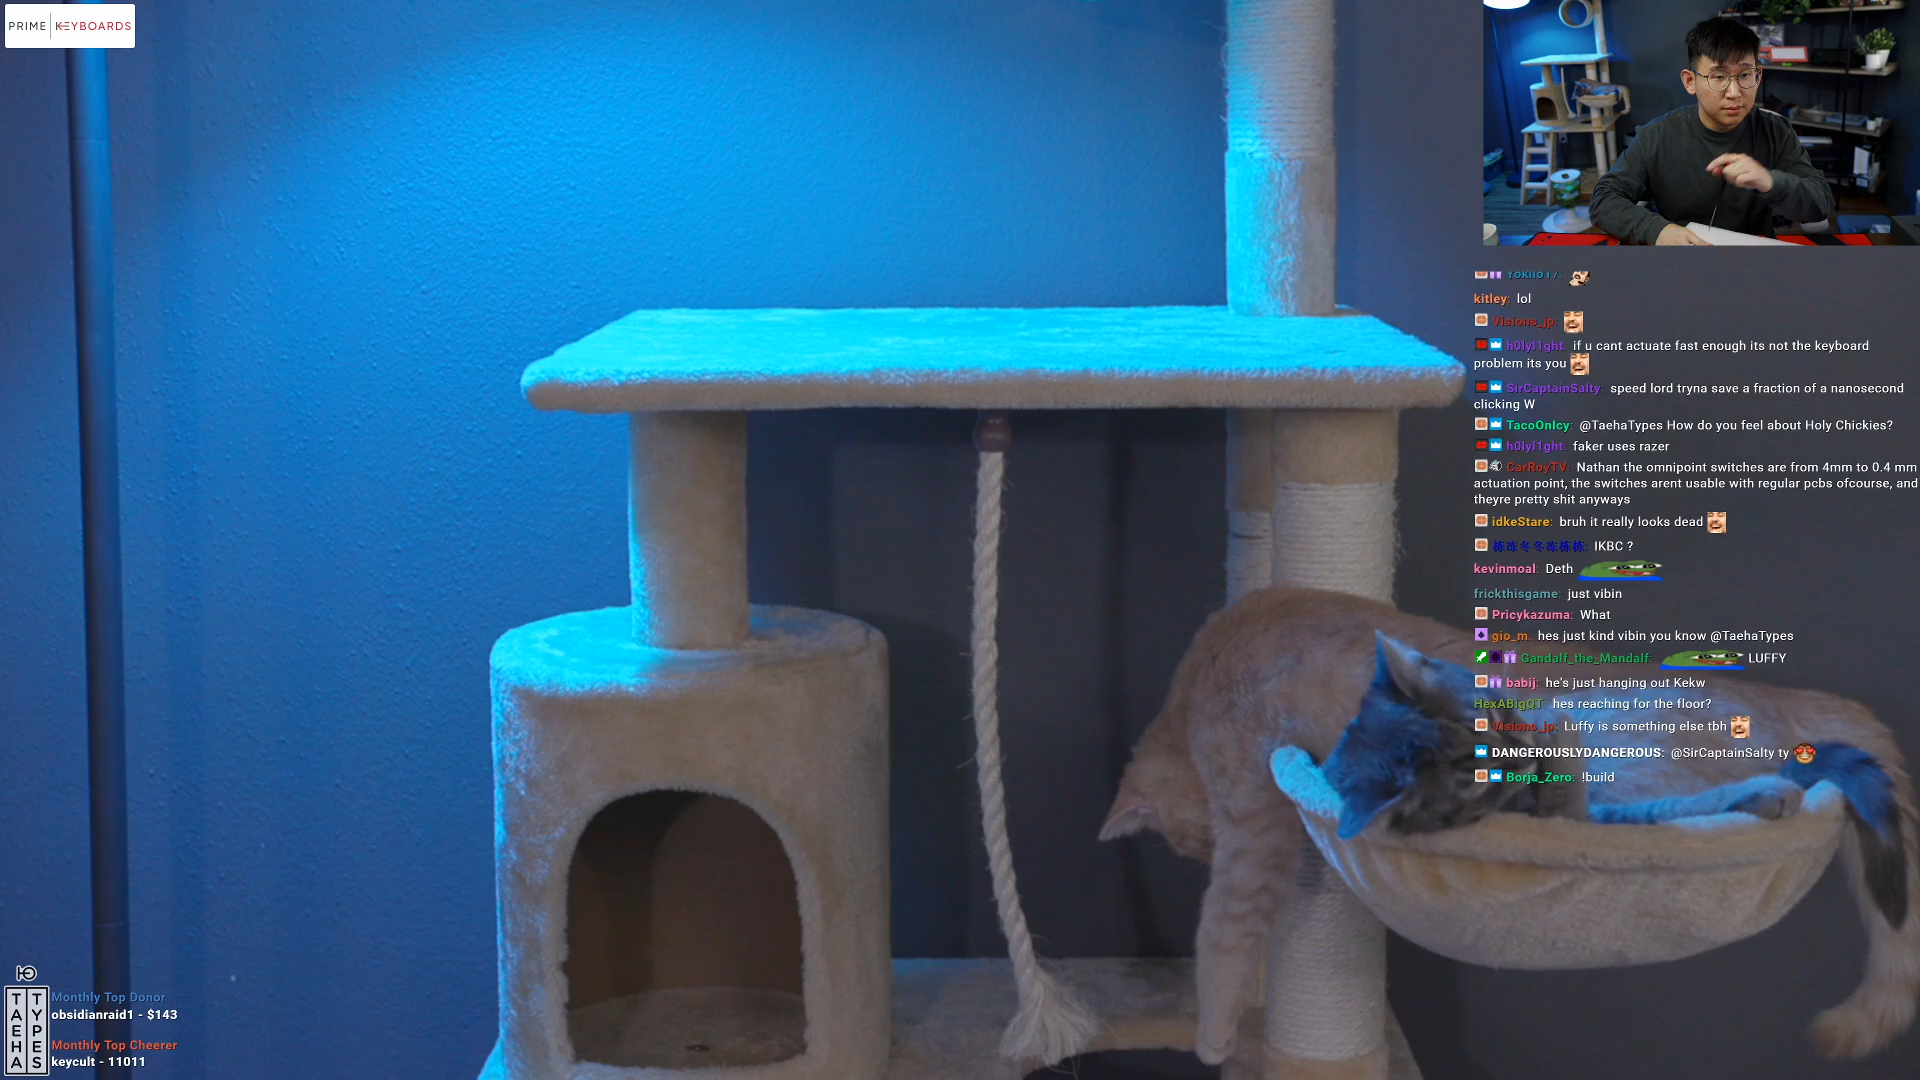 PRIME KEYBOARDS
kitley: lol
Visions_jp:
h0lyl1ght: if u cant actuate fast enough its not the keyboard
problem its you
SirCaptainSalty: speed lord tryna save a fraction of a nanosecond
clicking W
TacoOnIcy: @TaehaTypes How do you feel about Holy Chickies?
h0lyl1ght: faker uses razer
CarRoyTV: Nathan the omnipoint switches are from 4mm to 0.4 mm
actuation point, the switches arent usable with regular pcbs ofcourse, and
theyre pretty shit anyways
idkeStare: bruh it really looks dead
IKBC ?
kevinmoal: Deth
frickthisgame: just vibin
Pricykazuma: What
gio_m: hes just kind vibin you know @TaehaTypes
Gandalf_the_Mandalf: LUFFY
babij: he's just hanging out Kekw
HexABigQT: hes reaching for the floor?
Visions_jp: Luffy is something else tbh
DANGEROUSLYDANGEROUS: @SirCaptainSalty ty
Borja_Zero: !build
TAEHA
TYPES
Monthly Top Donor
obsidianraid1 - $143
Monthly Top Cheerer
keycult - 11011